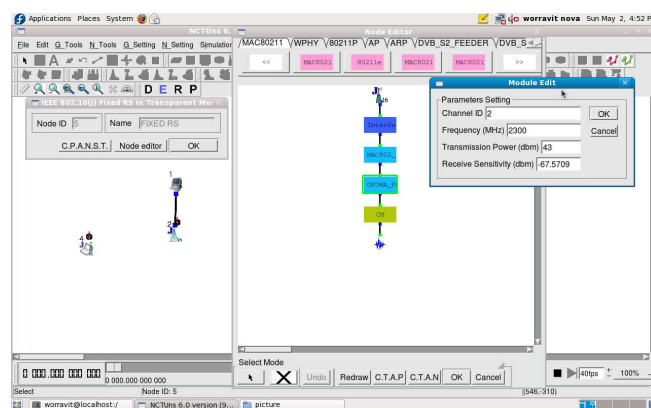 Applications Places System worravit nova Sun May 2, 4:52 P
NCTUns 6.
Node Editor
File Edit G_Tools N_Tools G_Setting N_Setting Simulation
MAC80211 WPHY 80211P AP ARP DVB_S2_FEEDER DVB_S
<< MAC8021 80211e MAC8021 MAC8021 >>
D E R P
Module Edit
Parameters Setting
Channel ID 2 OK
Frequency (MHz) 2300 Cancel
Transmission Power (dbm) 43
Receive Sensitivity (dbm) -67.5709
IEEE 802.16(j) Fixed RS in Transparent Mo
Node ID 5 Name FIXED RS
C.P.A.N.S.T. Node editor OK
J 16
Interfa
MAC802_
OFDMA_P
CM
1
2
J
16
4
J
Select Mode
Undo Redraw C.T.A.P C.T.A.N OK Cancel
0 000 000 000 000
0 000.000 000 000
40fps 100%
Select Node ID: 5 (546,-310)
worravit@localhost:/ NCTUns 6.0 version (9... picture